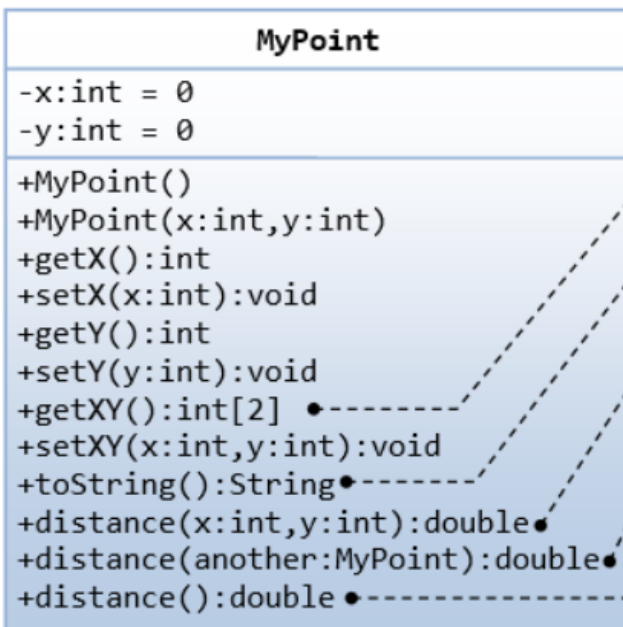 MyPoint
-x:int = 0
-y:int = 0
+MyPoint()
+MyPoint(x:int,y:int)
+getX():int
+setX(x:int):void
+getY():int
+setY(y:int):void
+getXY():int[2]
+setXY(x:int,y:int):void
+toString():String
+distance(x:int,y:int):double
+distance(another:MyPoint):double
+distance():double